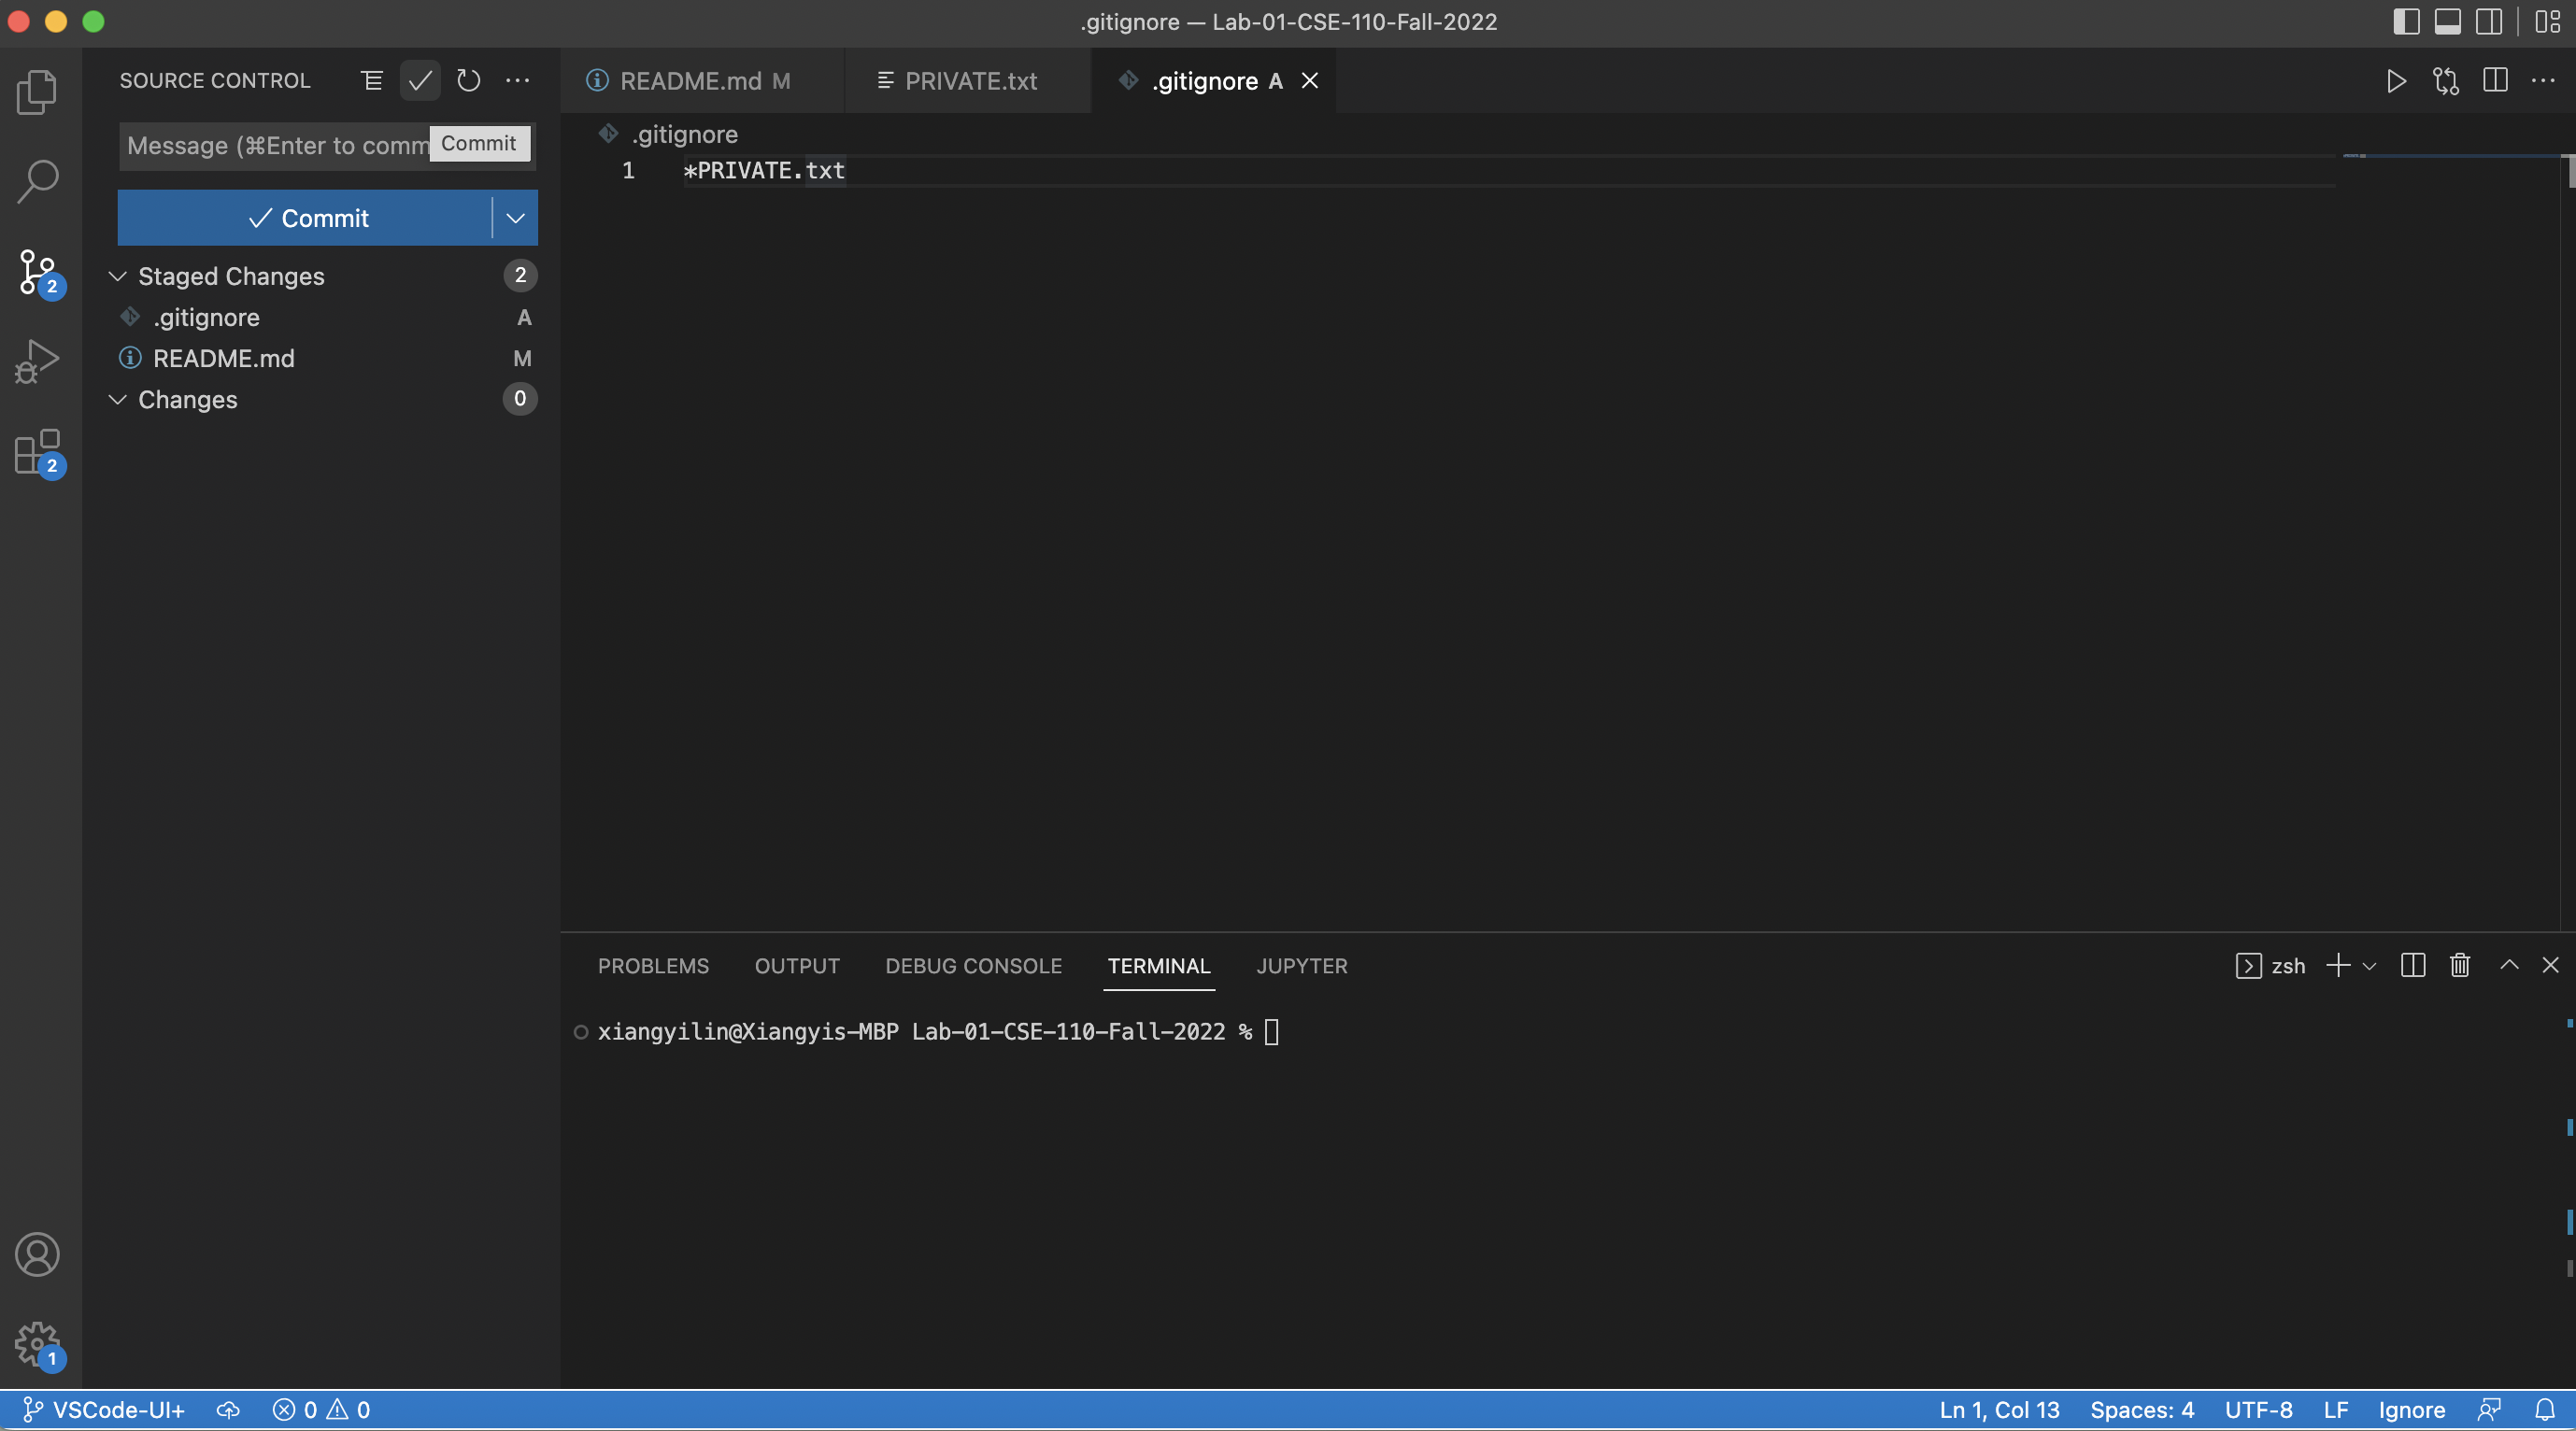 .gitignore — Lab-01-CSE-110-Fall-2022
SOURCE CONTROL
README.md M
PRIVATE.txt
.gitignore A
Message (⌘Enter to comm
Commit
.gitignore
1 *PRIVATE.txt
Commit
Staged Changes 2
.gitignore A
README.md M
Changes 0
2
2
PROBLEMS OUTPUT DEBUG CONSOLE TERMINAL JUPYTER
zsh
xiangyilin@Xiangyis-MBP Lab-01-CSE-110-Fall-2022 %
1
VSCode-UI+ 0 0 Ln 1, Col 13 Spaces: 4 UTF-8 LF Ignore